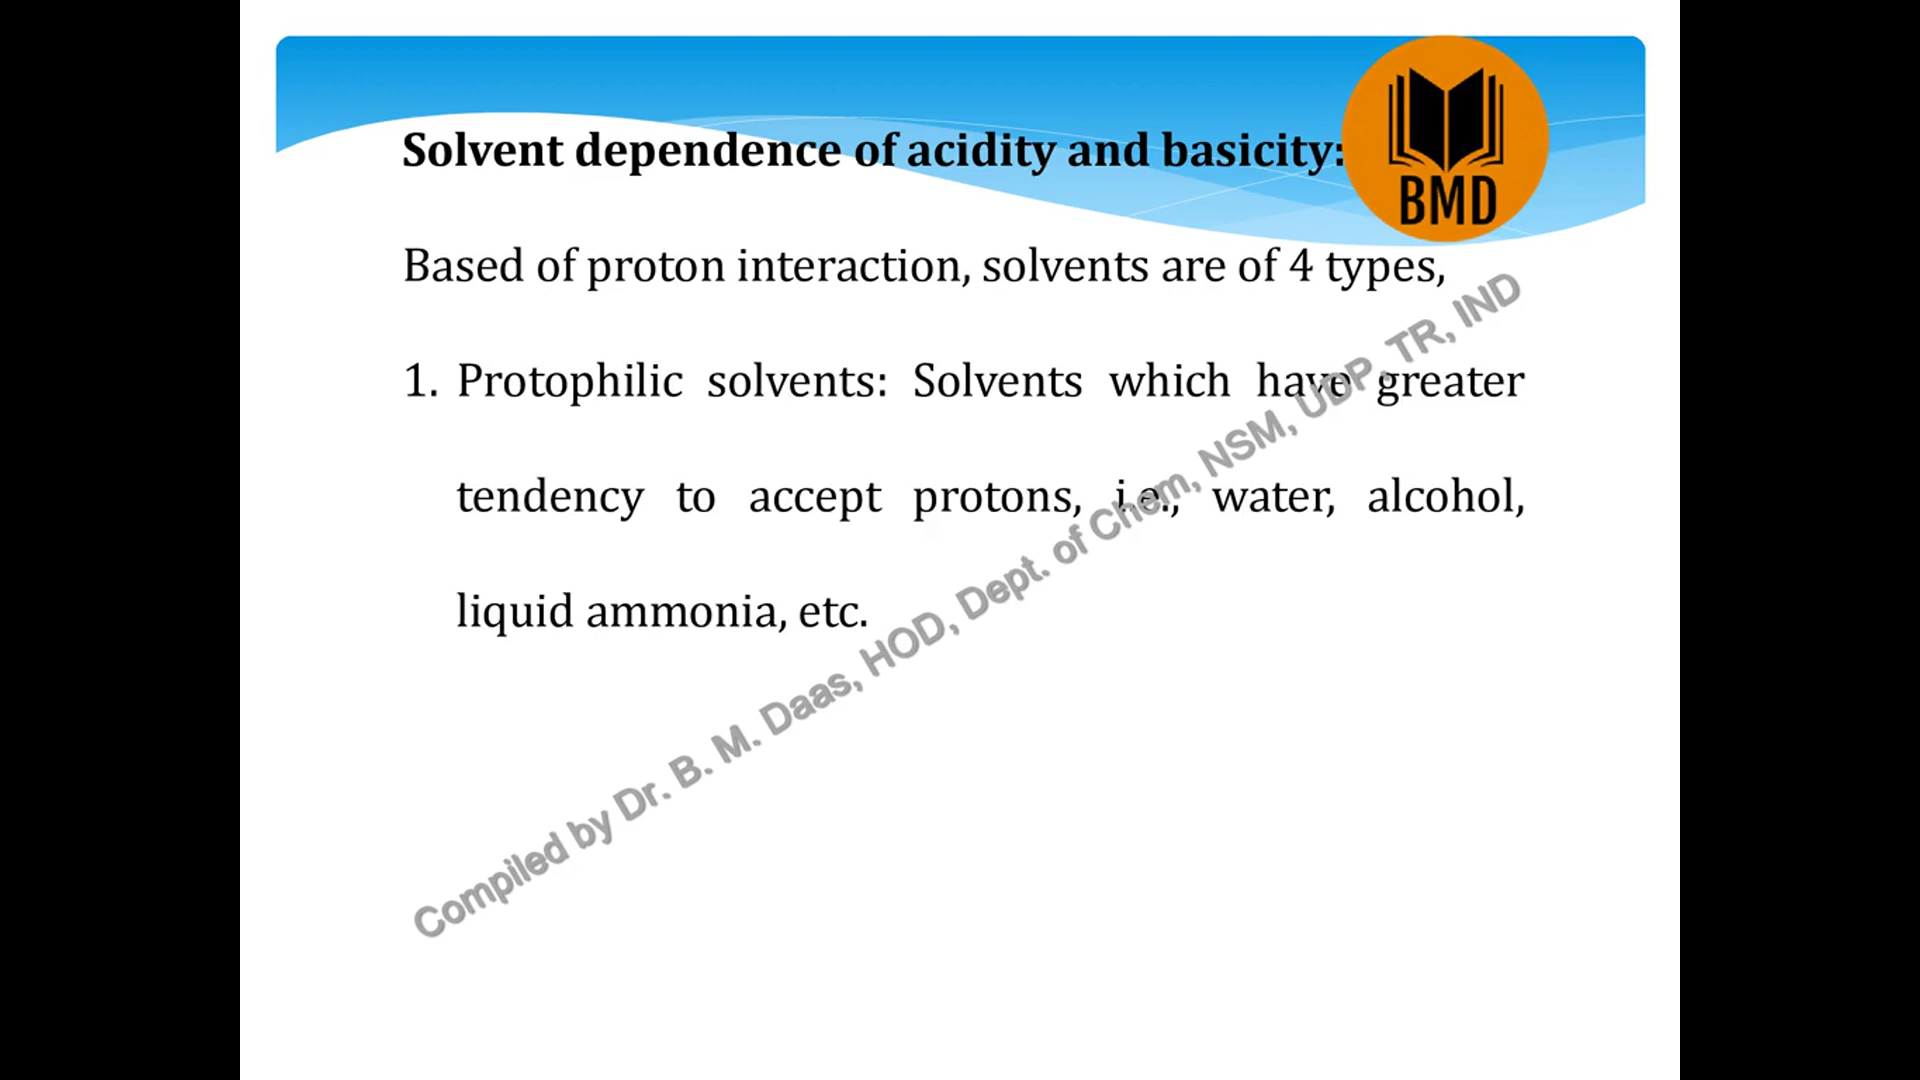 Solvent dependence of acidity and basicity:
BMD
Based of proton interaction, solvents are of 4 types,
1. Protophilic solvents: Solvents which have greater
tendency to accept protons, i.e., water, alcohol,
liquid ammonia, etc.
Compiled by Dr. B. M. Daas, HOD, Dept. of Chem, NSM, UDP, TR, IND